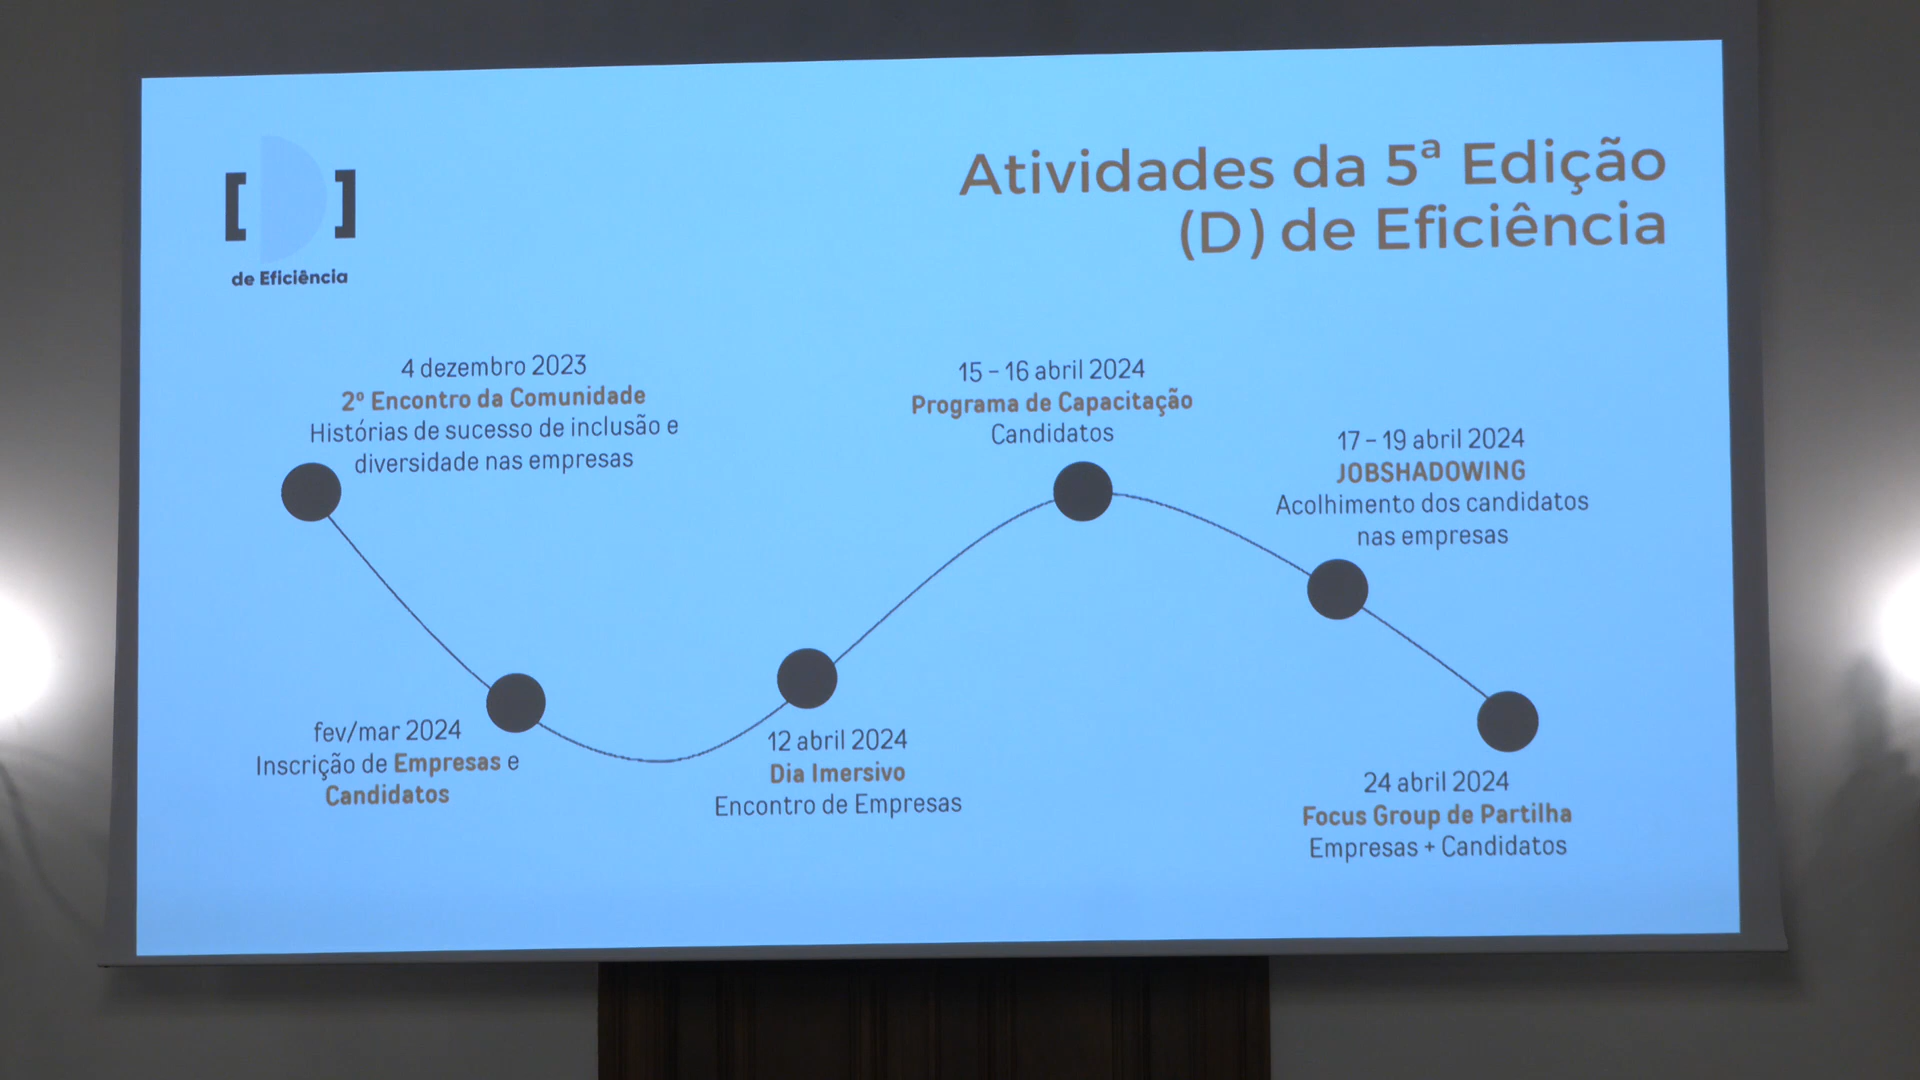 [D]
de Eficiência
Atividades da 5ª Edição
(D) de Eficiência
4 dezembro 2023
2º Encontro da Comunidade
Histórias de sucesso de inclusão e
diversidade nas empresas
fev/mar 2024
Inscrição de Empresas e
Candidatos
12 abril 2024
Dia Imersivo
Encontro de Empresas
15 – 16 abril 2024
Programa de Capacitação
Candidatos
17 – 19 abril 2024
JOBSHADOWING
Acolhimento dos candidatos
nas empresas
24 abril 2024
Focus Group de Partilha
Empresas + Candidatos